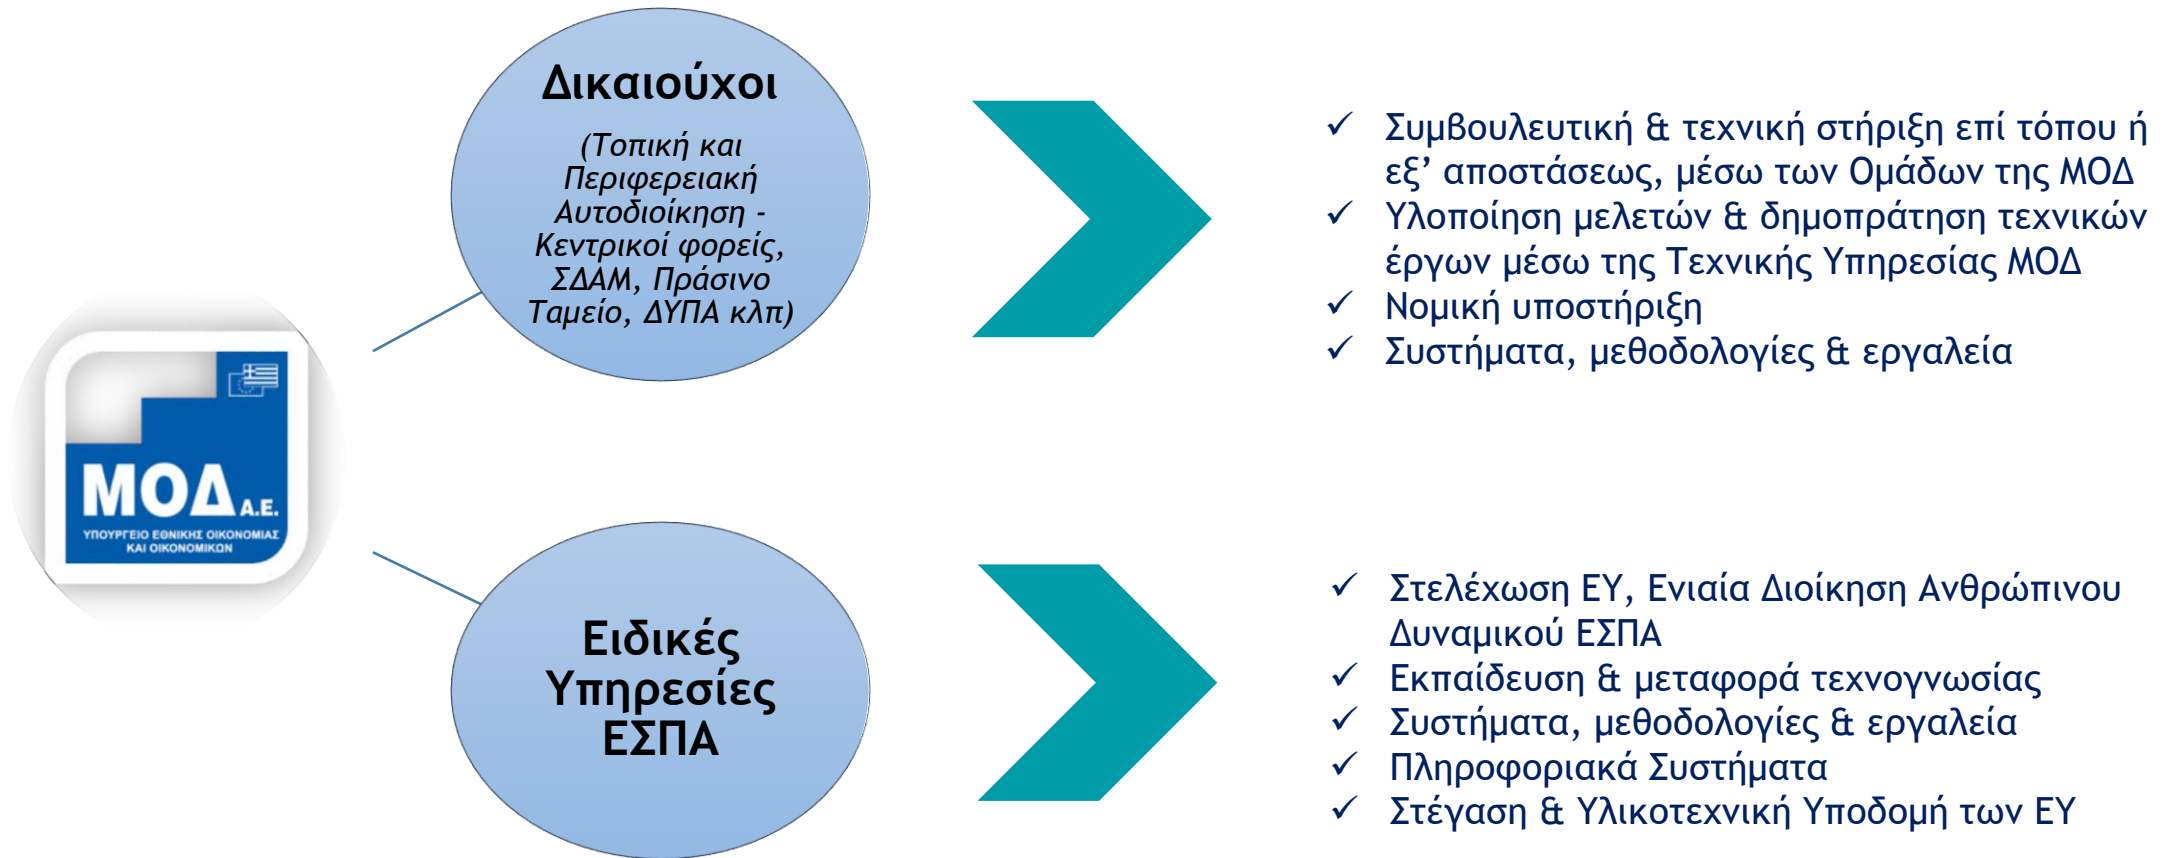 ΜΟΔ Α.Ε.
ΥΠΟΥΡΓΕΙΟ ΕΘΝΙΚΗΣ ΟΙΚΟΝΟΜΙΑΣ
ΚΑΙ ΟΙΚΟΝΟΜΙΚΩΝ
Δικαιούχοι
(Τοπική και
Περιφερειακή
Αυτοδιοίκηση -
Κεντρικοί φορείς,
ΣΔΑΜ, Πράσινο
Ταμείο, ΔΥΠΑ κλπ)
✓ Συμβουλευτική & τεχνική στήριξη επί τόπου ή
εξ’ αποστάσεως, μέσω των Ομάδων της ΜΟΔ
✓ Υλοποίηση μελετών & δημοπράτηση τεχνικών
έργων μέσω της Τεχνικής Υπηρεσίας ΜΟΔ
✓ Νομική υποστήριξη
✓ Συστήματα, μεθοδολογίες & εργαλεία
Ειδικές
Υπηρεσίες
ΕΣΠΑ
✓ Στελέχωση ΕΥ, Ενιαία Διοίκηση Ανθρώπινου
Δυναμικού ΕΣΠΑ
✓ Εκπαίδευση & μεταφορά τεχνογνωσίας
✓ Συστήματα, μεθοδολογίες & εργαλεία
✓ Πληροφοριακά Συστήματα
✓ Στέγαση & Υλικοτεχνική Υποδομή των ΕΥ